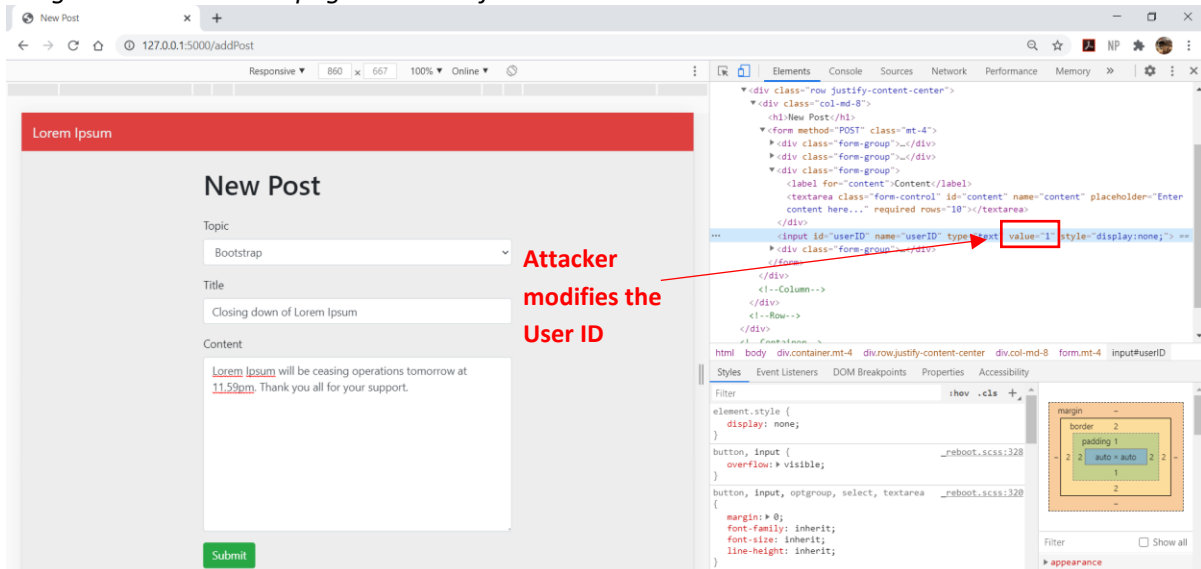 New Post
127.0.0.1:5000/addPost
NP
Responsive ▼ 860 x 667 100% ▼ Online ▼
Elements Console Sources Network Performance Memory »
Lorem Ipsum
New Post
Topic
Bootstrap
Title
Closing down of Lorem Ipsum
Content
Lorem Ipsum will be ceasing operations tomorrow at
11.59pm. Thank you all for your support.
Submit
Attacker
modifies the
User ID
▼<div class="row justify-content-center">
▼<div class="col-md-8">
<h1>New Post</h1>
▼<form method="POST" class="mt-4">
▶<div class="form-group">…</div>
▶<div class="form-group">…</div>
▼<div class="form-group">
<label for="content">Content</label>
<textarea class="form-control" id="content" name="content" placeholder="Enter
content here..." required rows="10"></textarea>
</div>
<input id="userID" name="userID" type="text" value="1" style="display:none;"> ==
▶<div class="form-group">…</div>
</form>
</div>
<!--Column-->
</div>
<!--Row-->
</div>
html body div.container.mt-4 div.row.justify-content-center div.col-md-8 form.mt-4 input#userID
Styles Event Listeners DOM Breakpoints Properties Accessibility
Filter :hov .cls +
element.style {
display: none;
}
button, input { _reboot.scss:328
overflow:▶ visible;
}
button, input, optgroup, select, textarea _reboot.scss:320
{
margin:▶ 0;
font-family: inherit;
font-size: inherit;
line-height: inherit;
}
margin -
border 2
padding 1
- 2 2 auto × auto 2 2 -
1
2
-
Filter Show all
▶ appearance